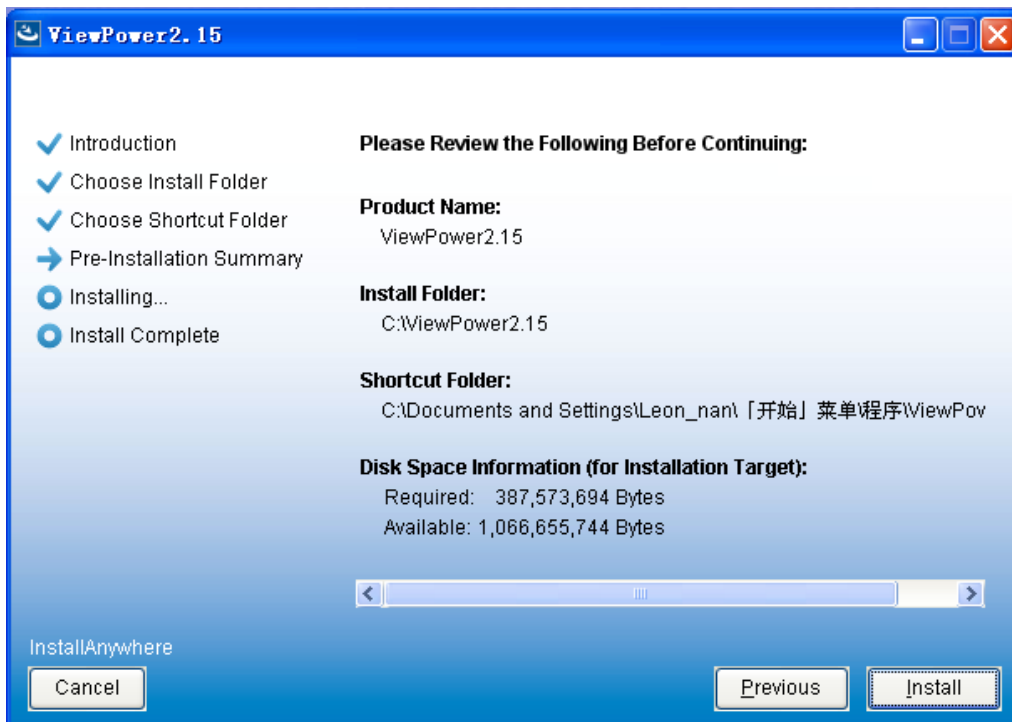 ViewPower2.15
Introduction
Choose Install Folder
Choose Shortcut Folder
Pre-Installation Summary
Installing...
Install Complete
Please Review the Following Before Continuing:
Product Name:
ViewPower2.15
Install Folder:
C:\ViewPower2.15
Shortcut Folder:
C:\Documents and Settings\Leon_nan\「开始」菜单\程序\ViewPov
Disk Space Information (for Installation Target):
Required: 387,573,694 Bytes
Available: 1,066,655,744 Bytes
InstallAnywhere
Cancel
Previous
Install